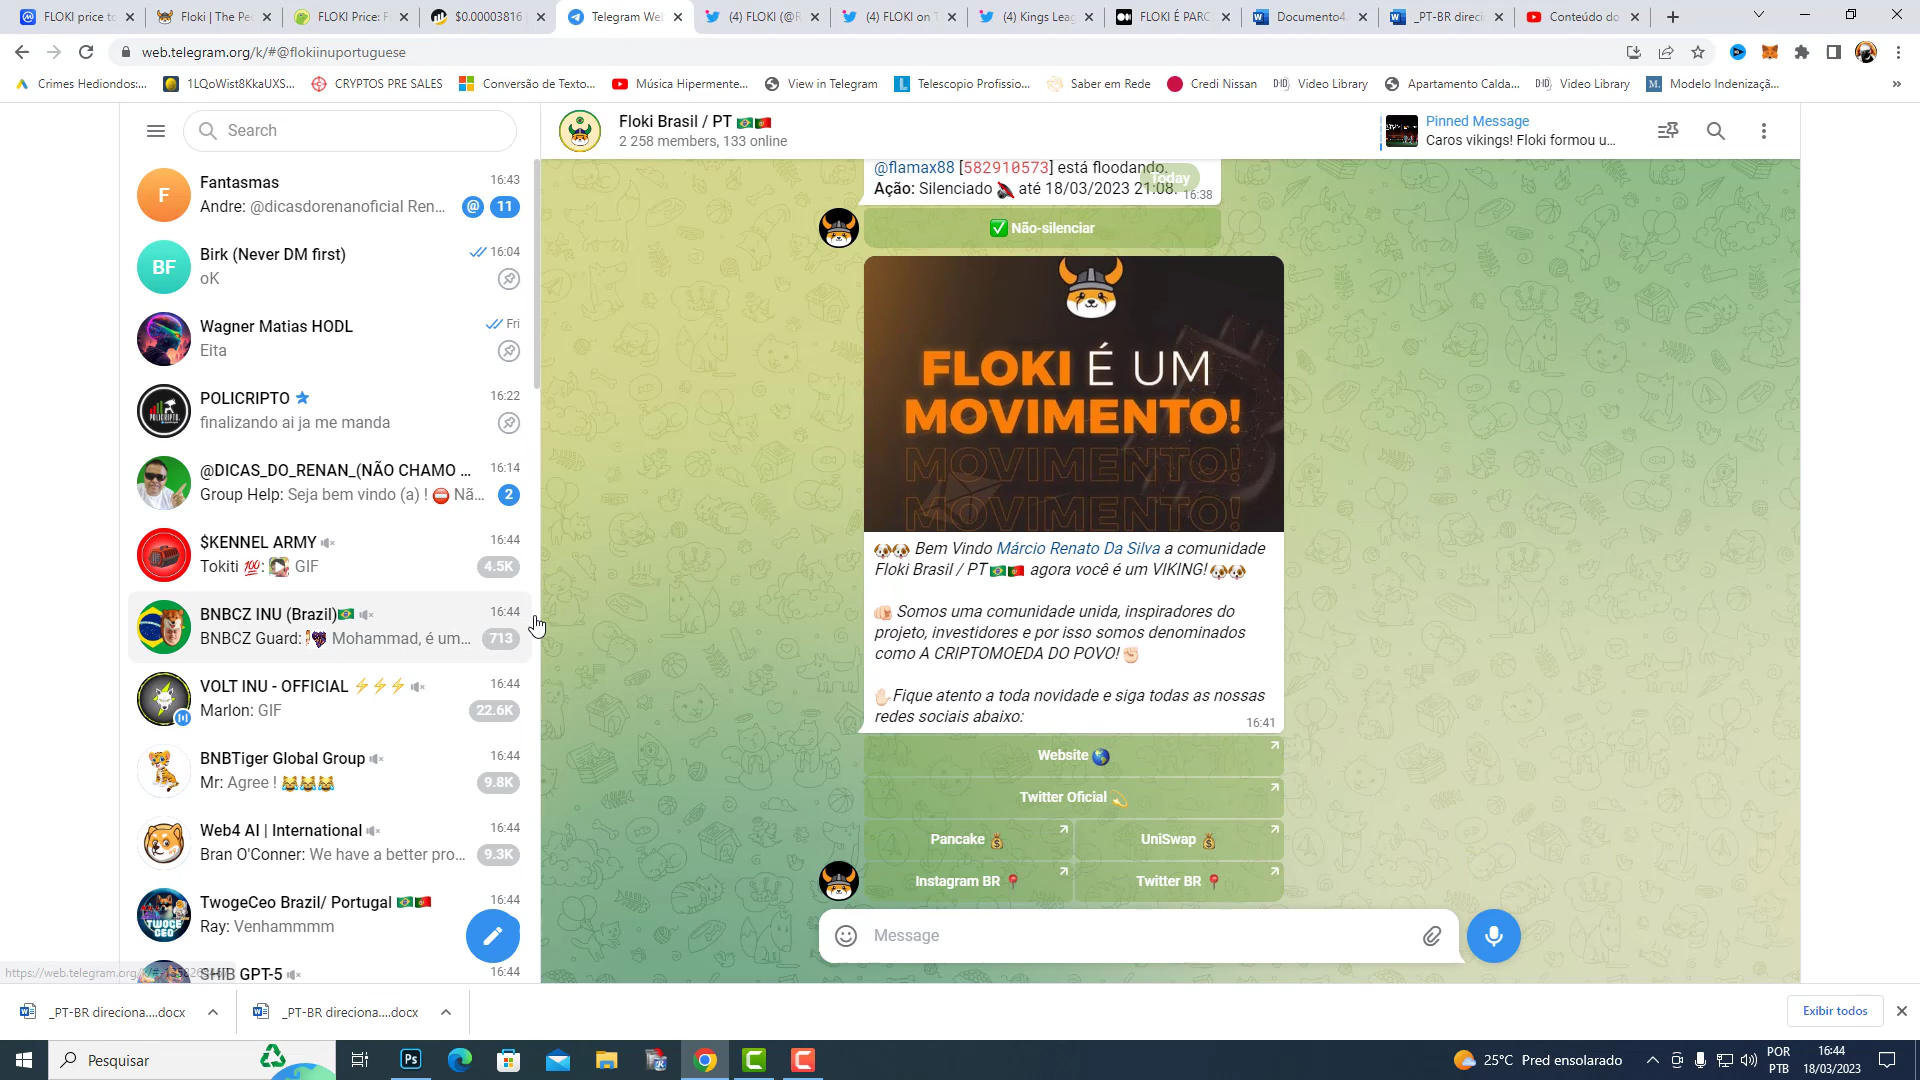 FLOKI price to
Floki | The Pe
FLOKI Price: F
$0.00003816 |
Telegram Web
(4) FLOKI (@R
(4) FLOKI on T
(4) Kings Leag
FLOKI É PARC
Documento4.
_PT-BR direci
Conteúdo do
web.telegram.org/k/#@flokiinuportuguese
Crimes Hediondos:...
1LQoWist8KkaUXS...
CRYPTOS PRE SALES
Conversão de Texto...
Música Hipermente...
View in Telegram
Telescopio Profissio...
Saber em Rede
Credi Nissan
Video Library
Apartamento Calda...
Video Library
Modelo Indenizaçã...
Search
Fantasmas
16:43
Andre: @dicasdorenanoficial Ren...
@ 11
BF
Birk (Never DM first)
16:04
oK
Wagner Matias HODL
Fri
Eita
POLICRIPTO
16:22
finalizando ai ja me manda
@DICAS_DO_RENAN_(NÃO CHAMO ...
16:14
Group Help: Seja bem vindo (a) ! ⛔ Nã...
2
$KENNEL ARMY
16:44
Tokiti 💯: GIF
4.5K
BNBCZ INU (Brazil)🇧🇷
16:44
BNBCZ Guard: Mohammad, é um...
713
VOLT INU - OFFICIAL ⚡⚡⚡
16:44
Marlon: GIF
22.6K
BNBTiger Global Group
16:44
Mr: Agree ! 😹😹😹
9.8K
Web4 AI | International
16:44
Bran O'Conner: We have a better pro...
9.3K
TWOGE CEO
TwogeCeo Brazil/ Portugal 🇧🇷🇵🇹
16:44
Ray: Venhammmm
SHIB GPT-5
16:44
Floki Brasil / PT 🇧🇷🇵🇹
2 258 members, 133 online
Pinned Message
Caros vikings! Floki formou u...
@flamax88 [582910573] está floodando.
Today
Ação: Silenciado até 18/03/2023 21:08.
16:38
✅ Não-silenciar
FLOKI É UM
MOVIMENTO!
MOVIMENTO!
MOVIMENTO!
🐶🐶 Bem Vindo Márcio Renato Da Silva a comunidade
Floki Brasil / PT 🇧🇷🇵🇹 agora você é um VIKING!🐶🐶
🫵🏻 Somos uma comunidade unida, inspiradores do
projeto, investidores e por isso somos denominados
como A CRIPTOMOEDA DO POVO!✊🏻
✋🏻Fique atento a toda novidade e siga todas as nossas
redes sociais abaixo:
16:41
Website 🌎
Twitter Oficial 💫
Pancake 💰
UniSwap 💰
Instagram BR 📍
Twitter BR 📍
Message
_PT-BR direciona....docx
_PT-BR direciona....docx
Exibir todos
Pesquisar
Ps
25°C Pred ensolarado
POR
PTB
16:44
18/03/2023